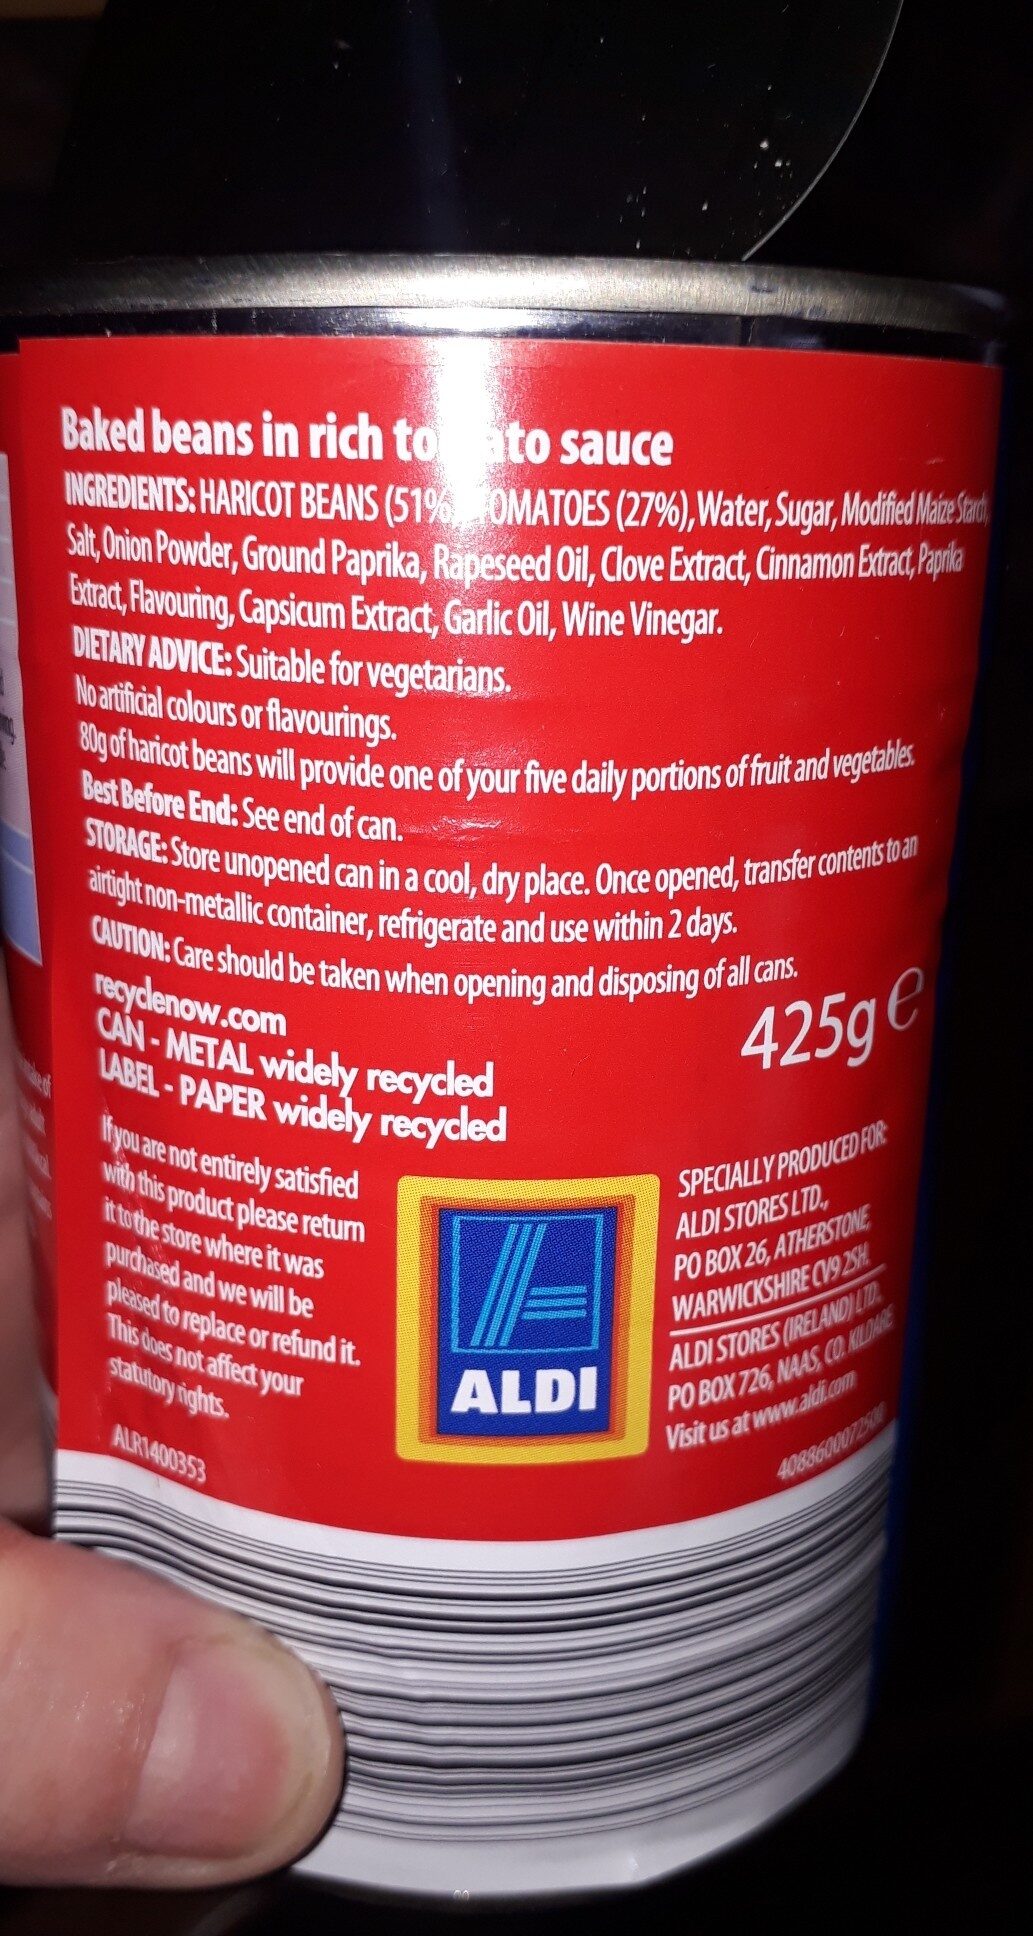 Baked beans in rich to ato sauce
INGREDIENTS: HARICOT BEANS (51% OMATOES (27%), Water, Sugar, Modified Maize Starch,
Salt, Onion Powder, Ground Paprika, Rapeseed Oil, Clove Extract, Cinnamon Extract, Paprika
Extract, Flavouring, Capsicum Extract, Garlic Oil, Wine Vinegar.
DIETARY ADVICE: Suitable for vegetarians.
No artificial colours or flavourings.
80g of haricot beans will provide one of your five daily portions of fruit and vegetables.
Best Before End: See end of can.
STORAGE: Store unopened can in a cool, dry place. Once opened, transfer contents to an
airtight non-metallic container, refrigerate and use within 2 days.
CAUTION: Care should be taken when opening and disposing of all cans.
recyclenow.com
CAN - METAL widely recycled
LABEL - PAPER widely recycled
425g e
If you are not entirely satisfied
with this product please return
it to the store where it was
purchased and we will be
pleased to replace or refund it.
This does not affect your
statutory rights.
ALR1400353
ALDI
SPECIALLY PRODUCED FOR:
ALDI STORES LTD.,
PO BOX 26, ATHERSTONE,
WARWICKSHIRE CV9 2SH.
ALDI STORES (IRELAND) LTD.,
PO BOX 726, NAAS, CO. KILDARE
Visit us at www.aldi.com